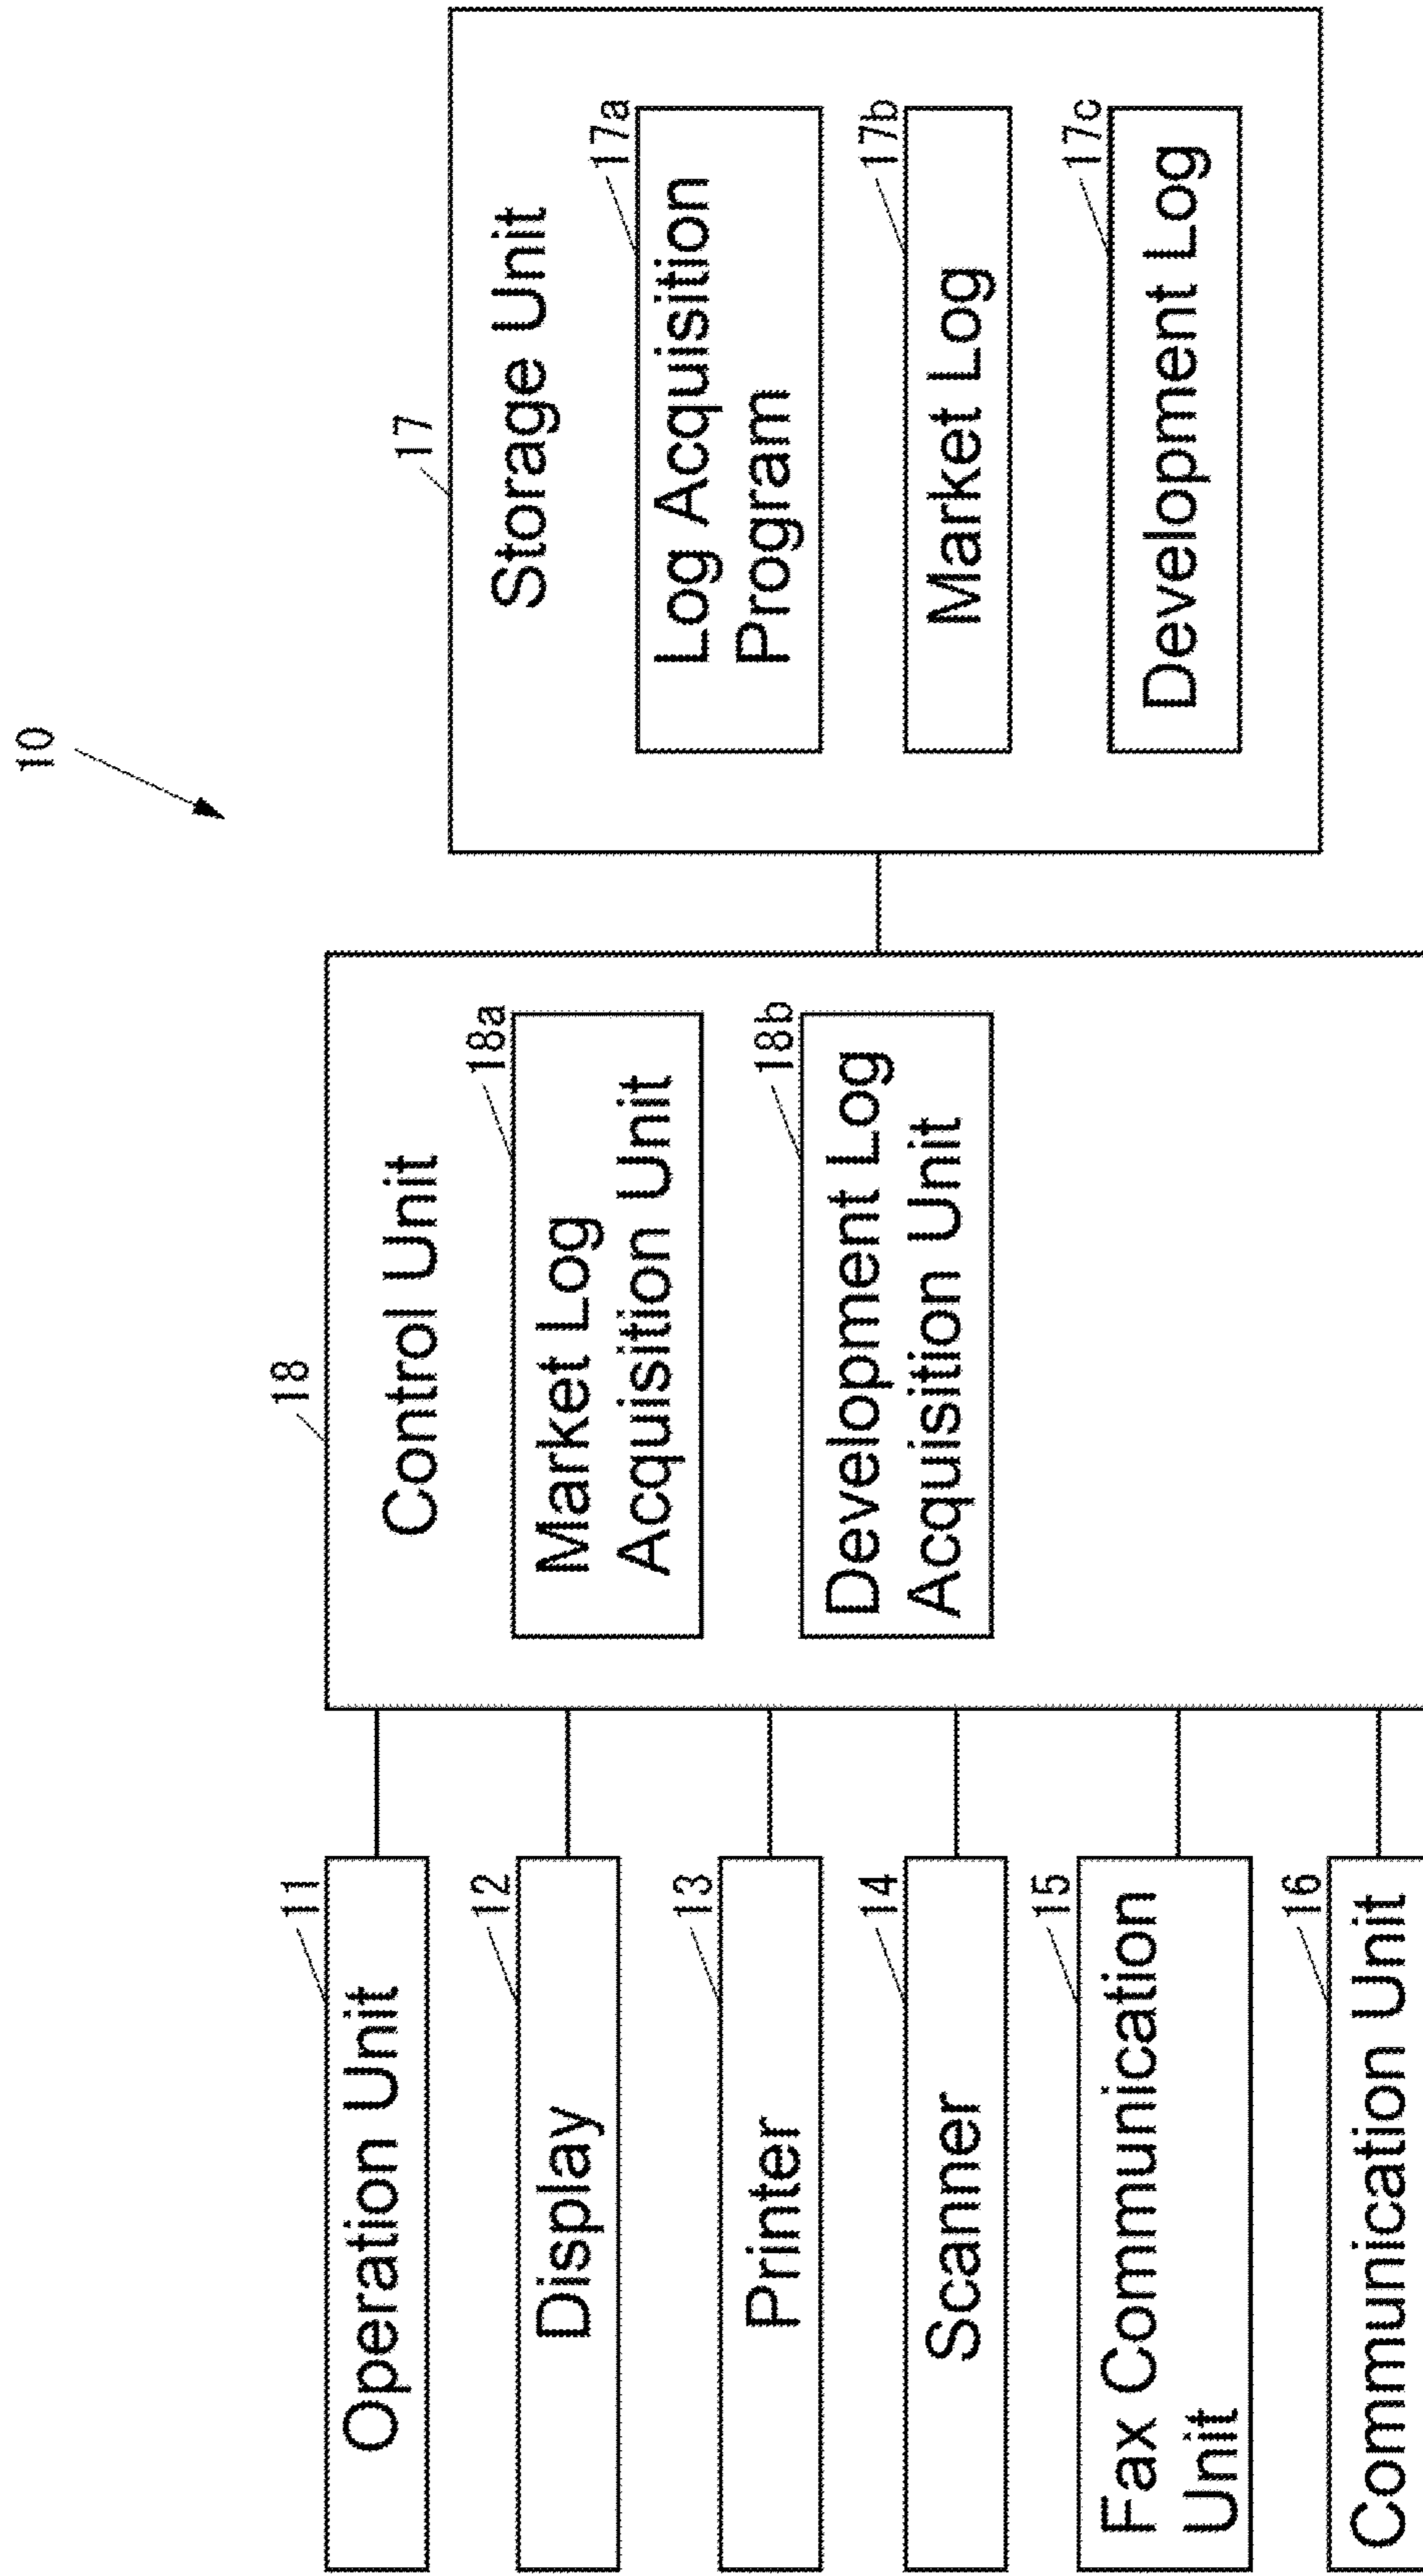 10
11
Operation Unit
12
Display
13
Printer
14
Scanner
15
Fax Communication
Unit
16
Communication Unit
18
Control Unit
18a
Market Log
Acquisition Unit
18b
Development Log
Acquisition Unit
17
Storage Unit
17a
Log Acquisition
Program
17b
Market Log
17c
Development Log